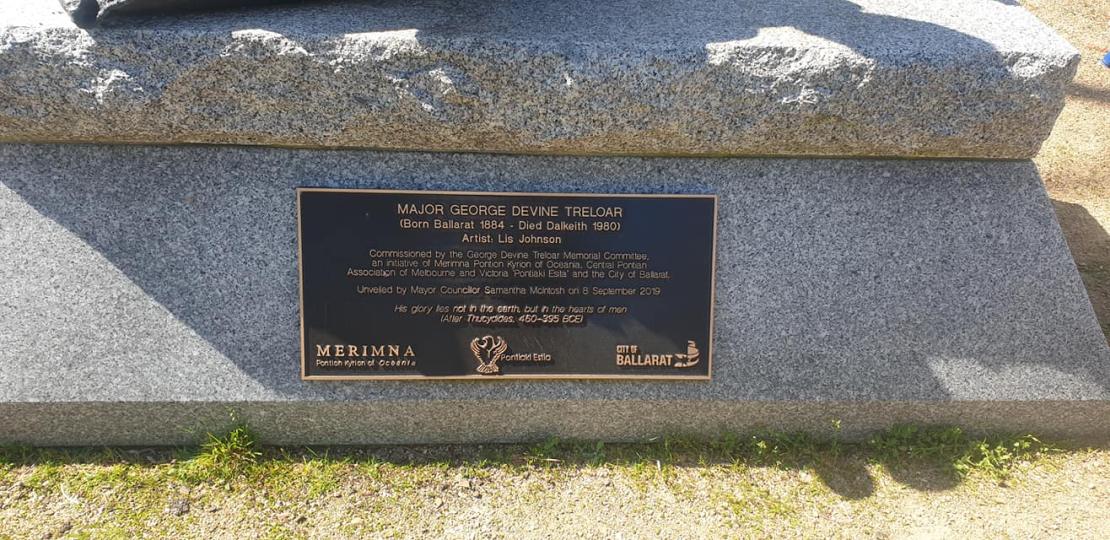 MAJOR GEORGE DEVINE TRELOAR
(Born Ballarat 1884 - Died Dalkeith 1980)
Artist: Lis Johnson
Commissioned by the George Devine Treloar Memorial Committee,
an initiative of Merimna Pontion Kyrion of Oceania, Central Pontian
Association of Melbourne and Victoria 'Pontiaki Estia' and the City of Ballarat.
Unveiled by Mayor Councillor Samantha McIntosh on 8 September 2019
His glory lies not in the earth, but in the hearts of men
(After Thucydides, 460-395 BCE)
MERIMNA
Pontion Kyrion of Oceania
Pontiaki Estia
CITY OF
BALLARAT